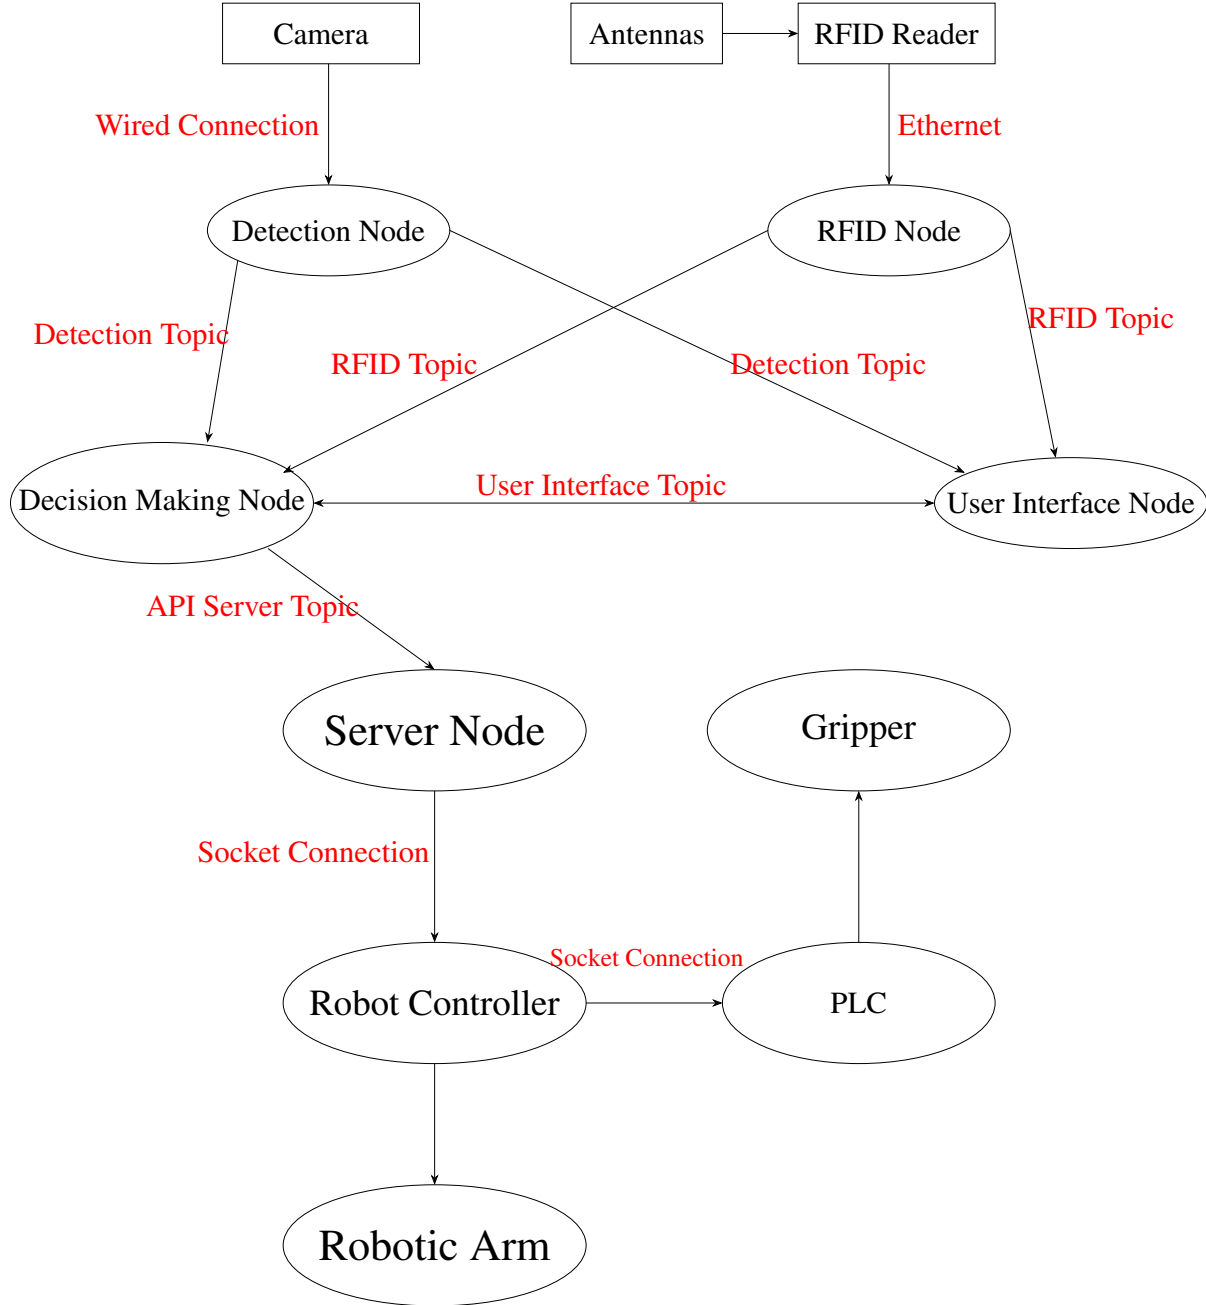 Camera
Antennas
RFID Reader
Wired Connection
Ethernet
Detection Node
RFID Node
Detection Topic
RFID Topic
Detection Topic
RFID Topic
Decision Making Node
User Interface Topic
User Interface Node
API Server Topic
Server Node
Gripper
Socket Connection
Socket Connection
Robot Controller
PLC
Robotic Arm